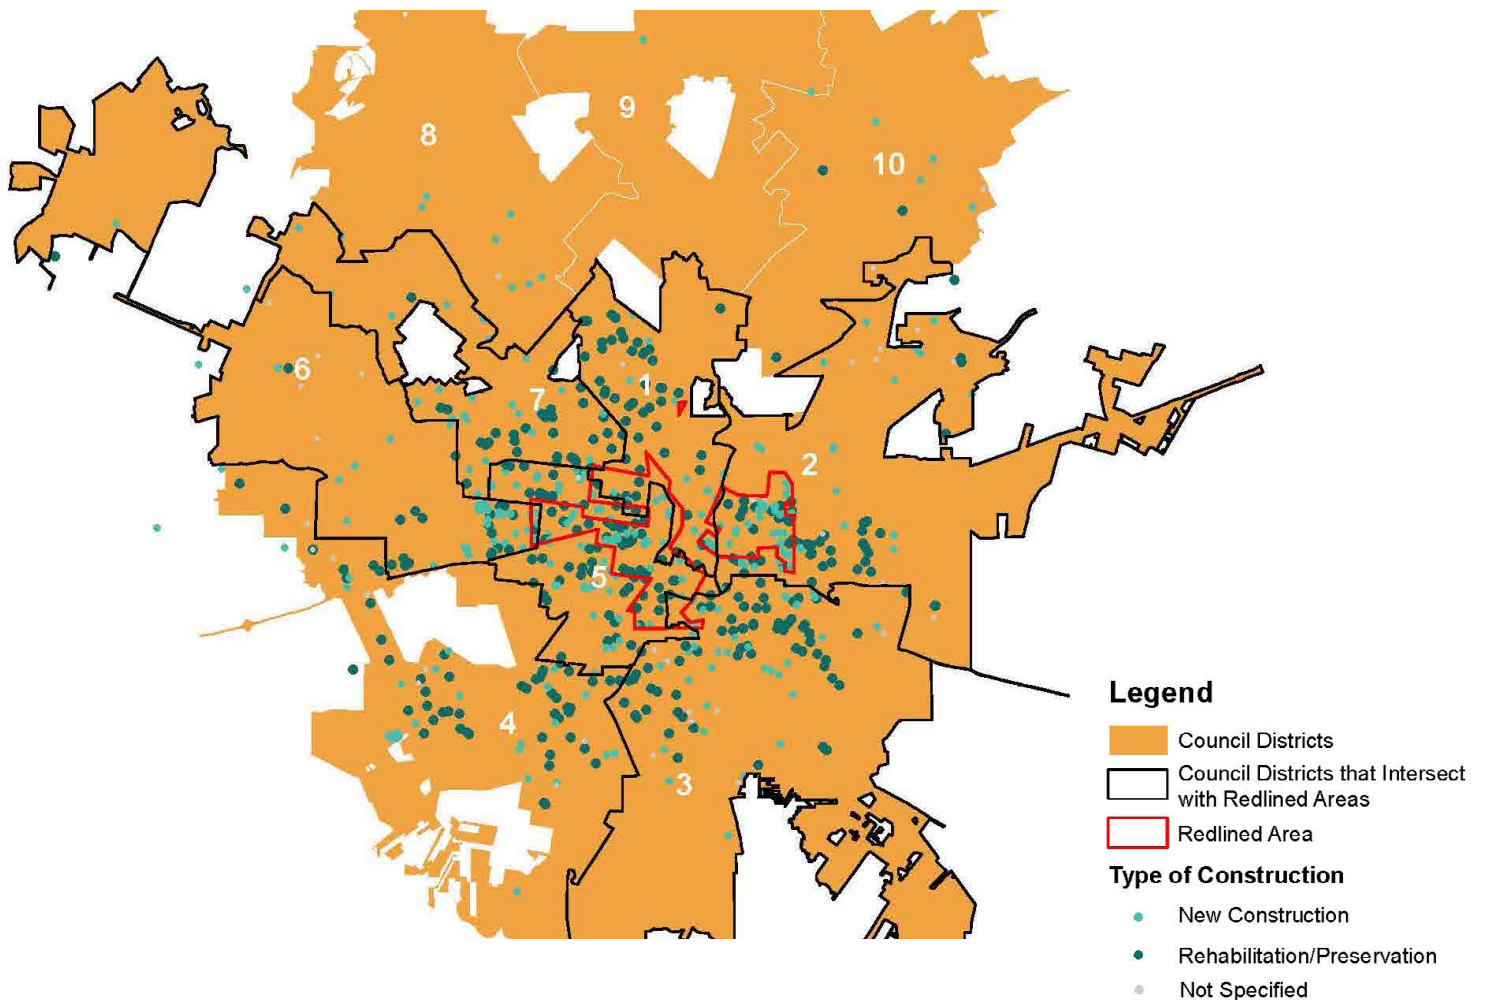 9
8
10
6
1
7
2
5
4
3
Legend
Council Districts
Council Districts that Intersect
with Redlined Areas
Redlined Area
Type of Construction
New Construction
Rehabilitation/Preservation
Not Specified